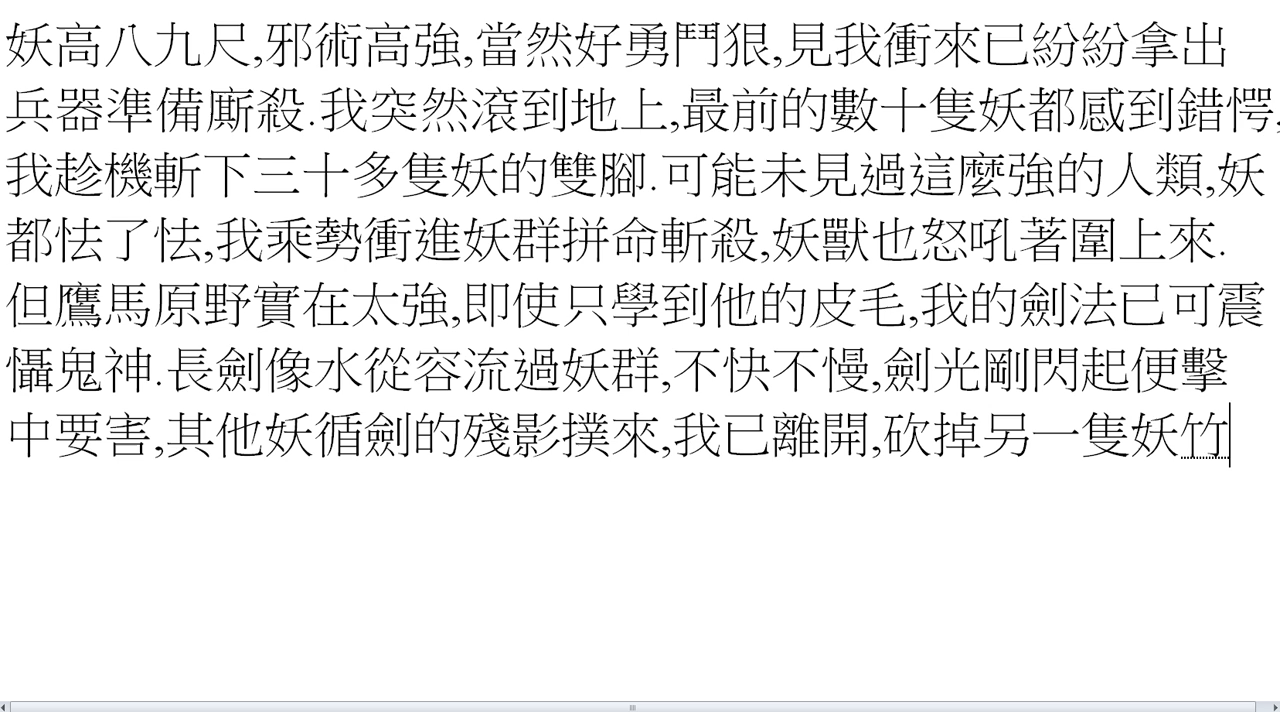 妖高八九尺,邪術高強,當然好勇鬥狠,見我衝來已紛紛拿出
兵器準備廝殺.我突然滾到地上,最前的數十隻妖都感到錯愕,
我趁機斬下三十多隻妖的雙腳.可能未見過這麼強的人類,妖
都怯了怯,我乘勢衝進妖群拼命斬殺,妖獸也怒吼著圍上來.
但鷹馬原野實在太強,即使只學到他的皮毛,我的劍法已可震
懾鬼神.長劍像水從容流過妖群,不快不慢,劍光剛閃起便擊
中要害,其他妖循劍的殘影撲來,我已離開,砍掉另一隻妖竹